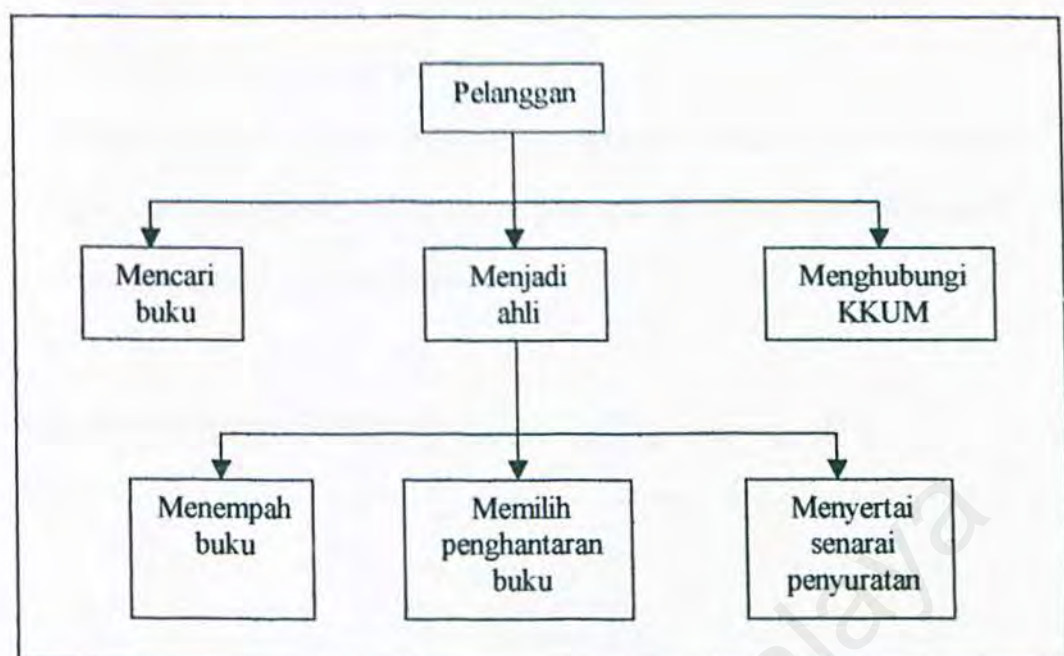 Pelanggan
Mencari
buku
Menjadi
ahli
Menghubungi
KKUM
Menempah
buku
Memilih
penghantaran
buku
Menyertai
senarai
penyuratan